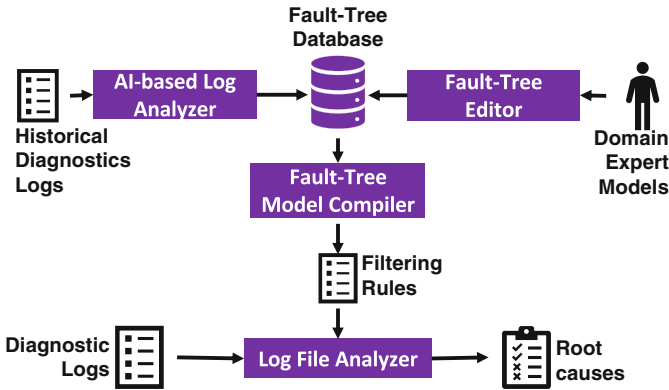 Fault-Tree
Database
AI-based Log
Analyzer
Fault-Tree
Editor
Historical
Diagnostics
Logs
Domain
Expert
Models
Fault-Tree
Model Compiler
Filtering
Rules
Diagnostic
Logs
Log File Analyzer
Root
causes